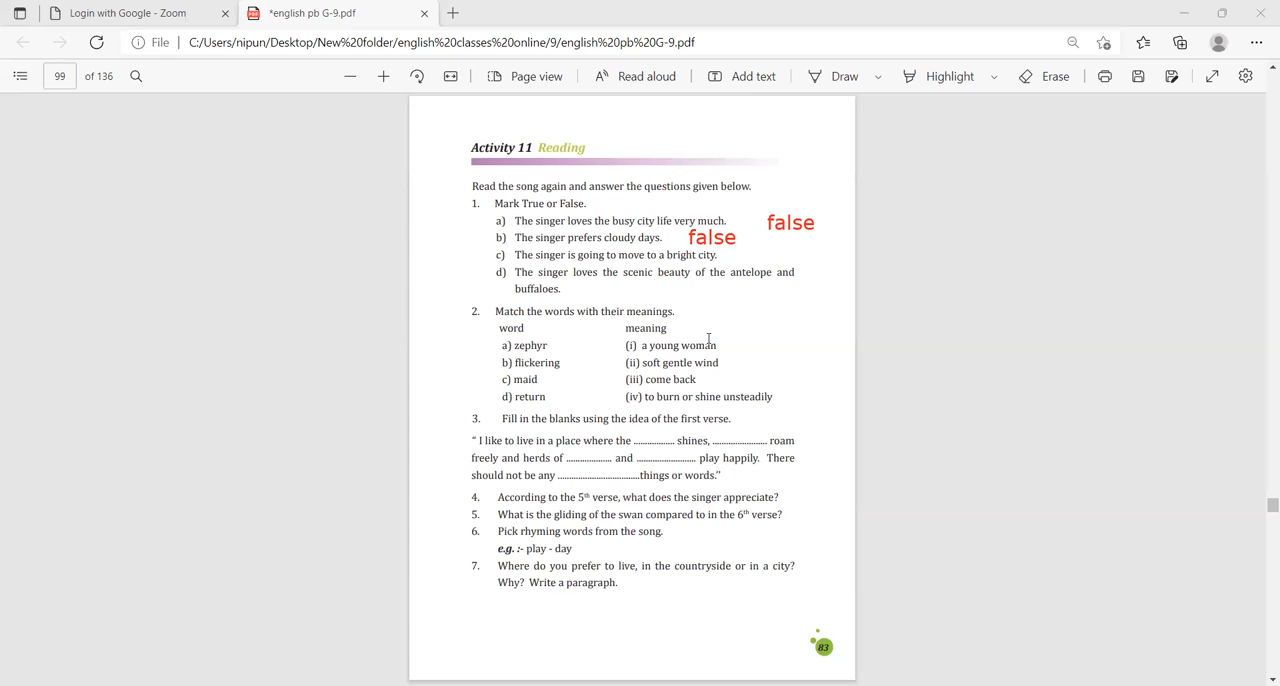 Login with Google - Zoom
*english pb G-9.pdf
File
C:/Users/nipun/Desktop/New%20folder/english%20classes%20online/9/english%20pb%20G-9.pdf
99 of 136
Page view
Read aloud
Add text
Draw
Highlight
Erase
Activity 11 Reading
Read the song again and answer the questions given below.
1. Mark True or False.
a) The singer loves the busy city life very much. false
b) The singer prefers cloudy days. false
c) The singer is going to move to a bright city.
d) The singer loves the scenic beauty of the antelope and
buffaloes.
2. Match the words with their meanings.
word meaning
a) zephyr (i) a young woman
b) flickering (ii) soft gentle wind
c) maid (iii) come back
d) return (iv) to burn or shine unsteadily
3. Fill in the blanks using the idea of the first verse.
“ I like to live in a place where the .................. shines, ........................ roam
freely and herds of .................... and ......................... play happily. There
should not be any ....................................things or words.”
4. According to the 5th verse, what does the singer appreciate?
5. What is the gliding of the swan compared to in the 6th verse?
6. Pick rhyming words from the song.
e.g. :- play - day
7. Where do you prefer to live, in the countryside or in a city?
Why? Write a paragraph.
83